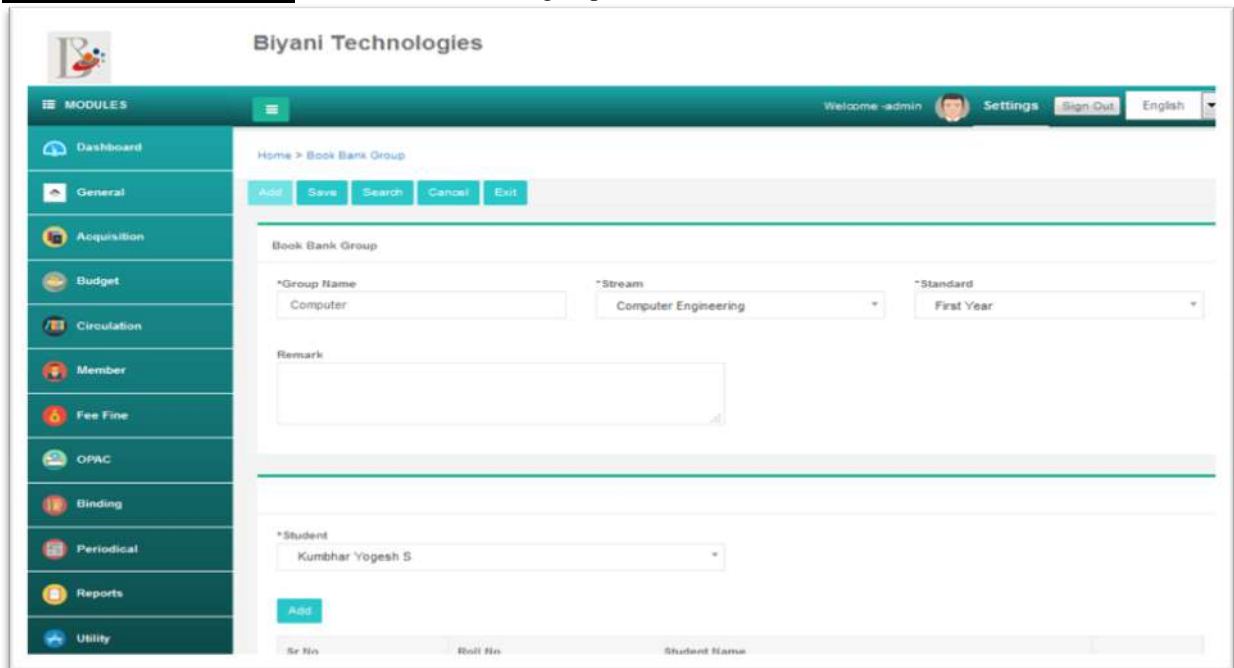 Biyani Technologies
MODULES
Welcome -admin Settings Sign Out English
Dashboard
General
Acquisition
Budget
Circulation
Member
Fee Fine
OPAC
Binding
Periodical
Reports
Utility
Home > Book Bank Group
Add Save Search Cancel Exit
Book Bank Group
*Group Name *Stream *Standard
Computer Computer Engineering First Year
Remark
*Student
Kumbhar Yogesh S
Add
Sr No Roll No Student Name